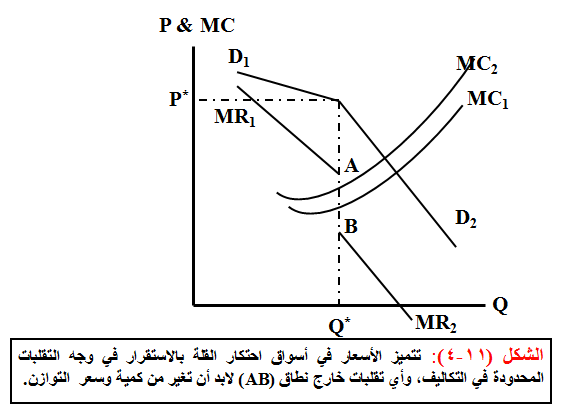 P & MC
D₁
MC₂
MC₁
P*
MR₁
A
B
D₂
Q
Q*
MR₂
الشكل (١١-٤): تتميز الأسعار في أسواق احتكار القلة بالاستقرار في وجه التقلبات
المحدودة في التكاليف، وأي تقلبات خارج نطاق (AB) لابد أن تغير من كمية وسعر التوازن.